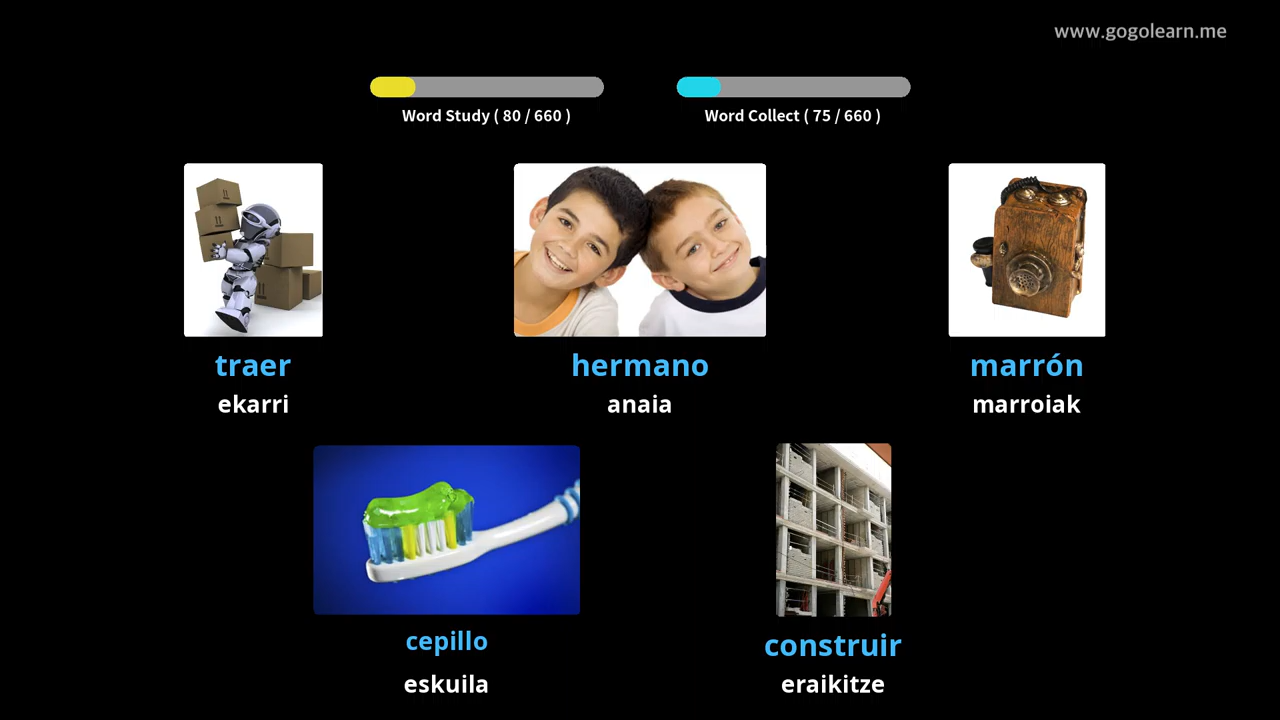 www.gogolearn.me
Word Study ( 80 / 660 )
Word Collect ( 75 / 660 )
traer
ekarri
hermano
anaia
marrón
marroiak
cepillo
eskuila
construir
eraikitze